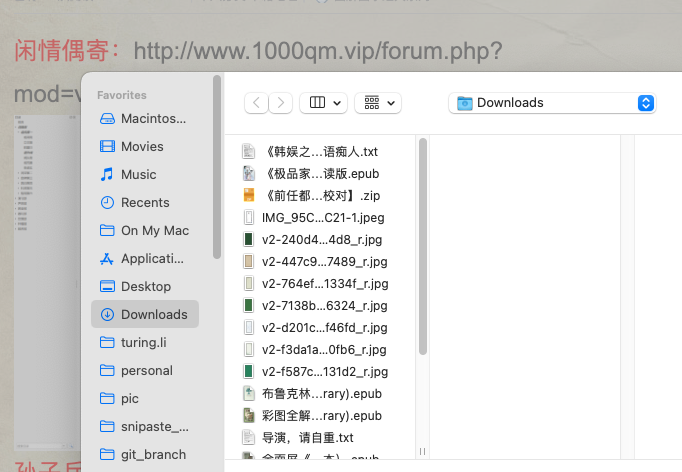 闲情偶寄：http://www.1000qm.vip/forum.php?
mod=v
Favorites
Macintos...
Movies
Music
Recents
On My Mac
Applicati...
Desktop
Downloads
turing.li
personal
pic
snipaste_...
git_branch
Downloads
《韩娱之...语痴人.txt
《极品家...读版.epub
《前任都...校对】.zip
IMG_95C...C21-1.jpeg
v2-240d4...4d8_r.jpg
v2-447c9...7489_r.jpg
v2-764ef...1334f_r.jpg
v2-7138b...6324_r.jpg
v2-d201c...f46fd_r.jpg
v2-f3da1a...0fb6_r.jpg
v2-f587c...131d2_r.jpg
布鲁克林...rary).epub
彩图全解...rary).epub
导演，请自重.txt